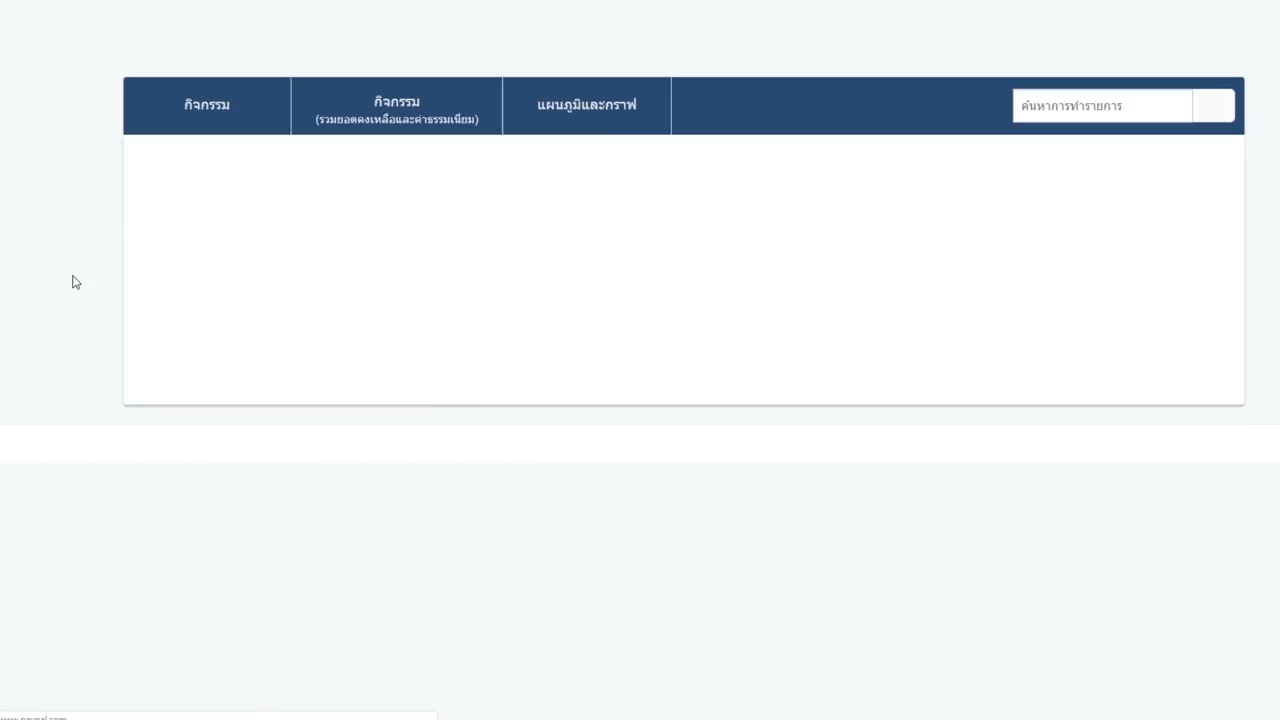 กิจกรรม
กิจกรรม
(รวมยอดคงเหลือและค่าธรรมเนียม)
แผนภูมิและกราฟ
ค้นหาการทำรายการ